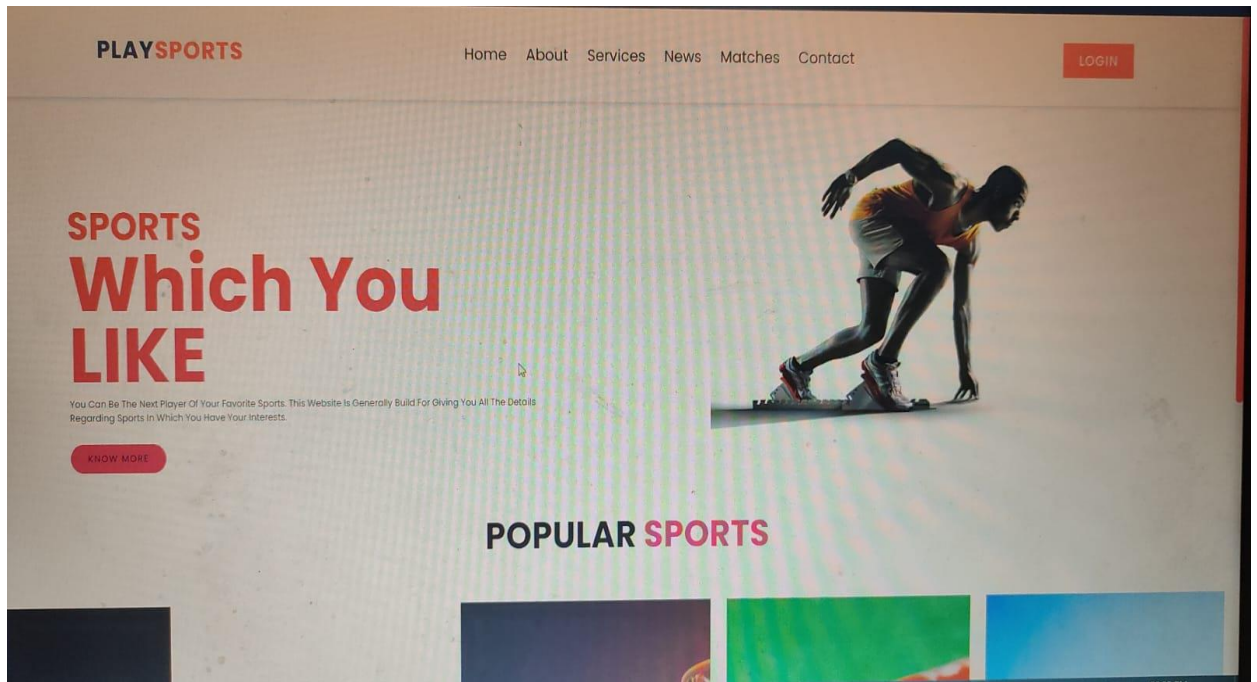 PLAYSPORTS
Home About Services News Matches Contact
LOGIN
SPORTS
Which You
LIKE
You Can Be The Next Player Of Your Favorite Sports. This Website Is Generally Build For Giving You All The Details
Regarding Sports In Which You Have Your Interests.
KNOW MORE
POPULAR SPORTS